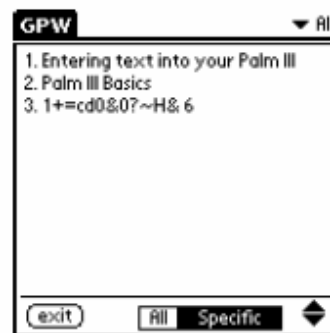 GPW
1. Entering text into your Palm III
2. Palm III Basics
3. 1+=cd0&0?~H& 6
exit
All Specific